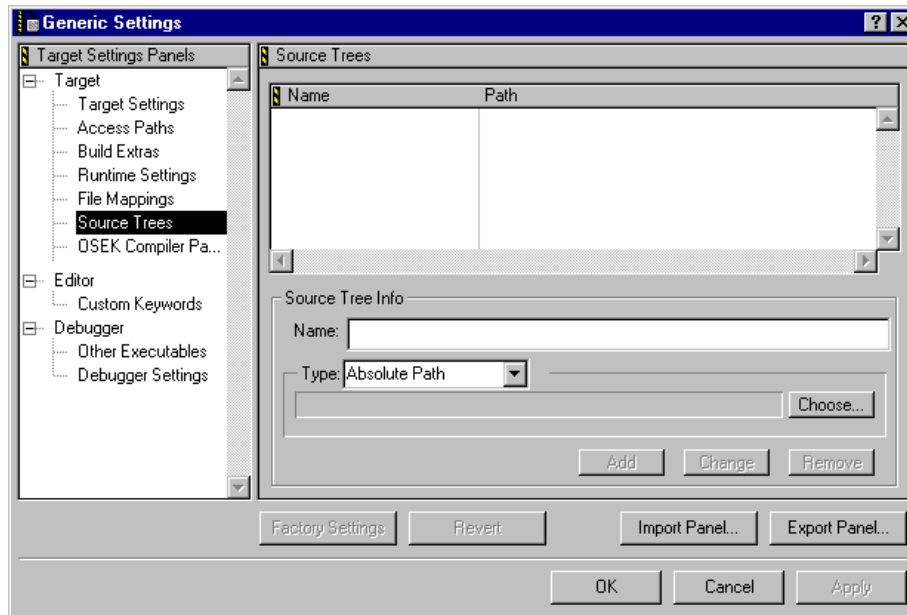 Generic Settings
Target Settings Panels
Target
Target Settings
Access Paths
Build Extras
Runtime Settings
File Mappings
Source Trees
OSEK Compiler Pa...
Editor
Custom Keywords
Debugger
Other Executables
Debugger Settings
Source Trees
Name Path
Source Tree Info
Name:
Type: Absolute Path
Choose...
Add Change Remove
Factory Settings Revert Import Panel... Export Panel...
OK Cancel Apply